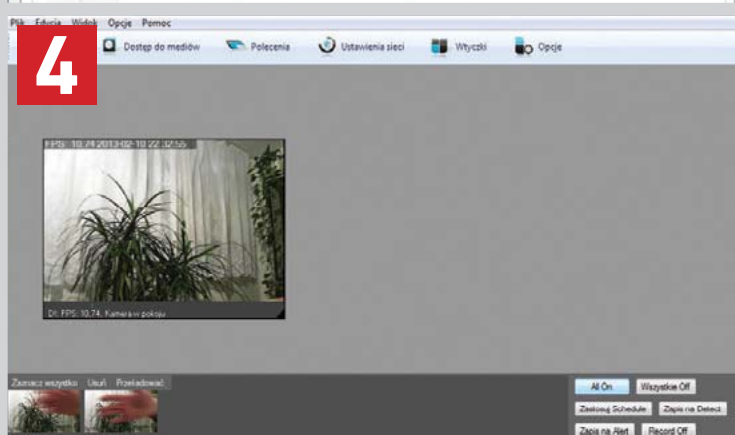 Plik Edycja Widok Opcje Pomoc
4
Dostęp do mediów Polecenia Ustawienia sieci Wtyczki Opcje
FPS: 10,74 2013-02-10 22:32:55
Df: FPS: 10,74, Kamera w pokoju
Zaznacz wszystko Usuń Przeładować
All On Wszystkie Off
Zastosuj Schedule Zapis na Detect
Zapis na Alert Record Off